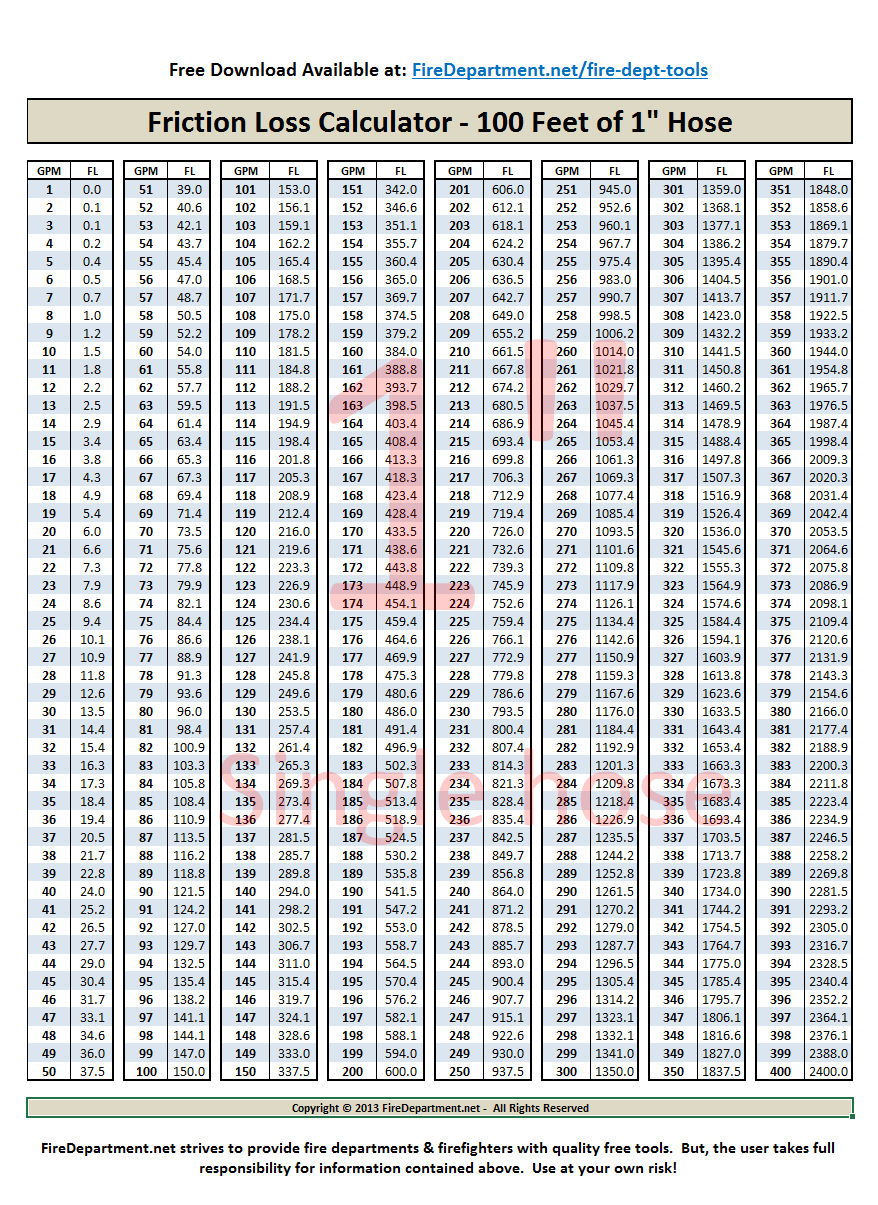 Free Download Available at: FireDepartment.net/fire-dept-tools
Friction Loss Calculator - 100 Feet of 1" Hose
GPM FL GPM FL GPM FL GPM FL GPM FL GPM FL GPM FL GPM FL
1 0.0 51 39.0 101 153.0 151 342.0 201 606.0 251 945.0 301 1359.0 351 1848.0
2 0.1 52 40.6 102 156.1 152 346.6 202 612.1 252 952.6 302 1368.1 352 1858.6
3 0.1 53 42.1 103 159.1 153 351.1 203 618.1 253 960.1 303 1377.1 353 1869.1
4 0.2 54 43.7 104 162.2 154 355.7 204 624.2 254 967.7 304 1386.2 354 1879.7
5 0.4 55 45.4 105 165.4 155 360.4 205 630.4 255 975.4 305 1395.4 355 1890.4
6 0.5 56 47.0 106 168.5 156 365.0 206 636.5 256 983.0 306 1404.5 356 1901.0
7 0.7 57 48.7 107 171.7 157 369.7 207 642.7 257 990.7 307 1413.7 357 1911.7
8 1.0 58 50.5 108 175.0 158 374.5 208 649.0 258 998.5 308 1423.0 358 1922.5
9 1.2 59 52.2 109 178.2 159 379.2 209 655.2 259 1006.2 309 1432.2 359 1933.2
10 1.5 60 54.0 110 181.5 160 384.0 210 661.5 260 1014.0 310 1441.5 360 1944.0
11 1.8 61 55.8 111 184.8 161 388.8 211 667.8 261 1021.8 311 1450.8 361 1954.8
12 2.2 62 57.7 112 188.2 162 393.7 212 674.2 262 1029.7 312 1460.2 362 1965.7
13 2.5 63 59.5 113 191.5 163 398.5 213 680.5 263 1037.5 313 1469.5 363 1976.5
14 2.9 64 61.4 114 194.9 164 403.4 214 686.9 264 1045.4 314 1478.9 364 1987.4
15 3.4 65 63.4 115 198.4 165 408.4 215 693.4 265 1053.4 315 1488.4 365 1998.4
16 3.8 66 65.3 116 201.8 166 413.3 216 699.8 266 1061.3 316 1497.8 366 2009.3
17 4.3 67 67.3 117 205.3 167 418.3 217 706.3 267 1069.3 317 1507.3 367 2020.3
18 4.9 68 69.4 118 208.9 168 423.4 218 712.9 268 1077.4 318 1516.9 368 2031.4
19 5.4 69 71.4 119 212.4 169 428.4 219 719.4 269 1085.4 319 1526.4 369 2042.4
20 6.0 70 73.5 120 216.0 170 433.5 220 726.0 270 1093.5 320 1536.0 370 2053.5
21 6.6 71 75.6 121 219.6 171 438.6 221 732.6 271 1101.6 321 1545.6 371 2064.6
22 7.3 72 77.8 122 223.3 172 443.8 222 739.3 272 1109.8 322 1555.3 372 2075.8
23 7.9 73 79.9 123 226.9 173 448.9 223 745.9 273 1117.9 323 1564.9 373 2086.9
24 8.6 74 82.1 124 230.6 174 454.1 224 752.6 274 1126.1 324 1574.6 374 2098.1
25 9.4 75 84.4 125 234.4 175 459.4 225 759.4 275 1134.4 325 1584.4 375 2109.4
26 10.1 76 86.6 126 238.1 176 464.6 226 766.1 276 1142.6 326 1594.1 376 2120.6
27 10.9 77 88.9 127 241.9 177 469.9 227 772.9 277 1150.9 327 1603.9 377 2131.9
28 11.8 78 91.3 128 245.8 178 475.3 228 779.8 278 1159.3 328 1613.8 378 2143.3
29 12.6 79 93.6 129 249.6 179 480.6 229 786.6 279 1167.6 329 1623.6 379 2154.6
30 13.5 80 96.0 130 253.5 180 486.0 230 793.5 280 1176.0 330 1633.5 380 2166.0
31 14.4 81 98.4 131 257.4 181 491.4 231 800.4 281 1184.4 331 1643.4 381 2177.4
32 15.4 82 100.9 132 261.4 182 496.9 232 807.4 282 1192.9 332 1653.4 382 2188.9
33 16.3 83 103.3 133 265.3 183 502.3 233 814.3 283 1201.3 333 1663.3 383 2200.3
34 17.3 84 105.8 134 269.3 184 507.8 234 821.3 284 1209.8 334 1673.3 384 2211.8
35 18.4 85 108.4 135 273.4 185 513.4 235 828.4 285 1218.4 335 1683.4 385 2223.4
36 19.4 86 110.9 136 277.4 186 518.9 236 835.4 286 1226.9 336 1693.4 386 2234.9
37 20.5 87 113.5 137 281.5 187 524.5 237 842.5 287 1235.5 337 1703.5 387 2246.5
38 21.7 88 116.2 138 285.7 188 530.2 238 849.7 288 1244.2 338 1713.7 388 2258.2
39 22.8 89 118.8 139 289.8 189 535.8 239 856.8 289 1252.8 339 1723.8 389 2269.8
40 24.0 90 121.5 140 294.0 190 541.5 240 864.0 290 1261.5 340 1734.0 390 2281.5
41 25.2 91 124.2 141 298.2 191 547.2 241 871.2 291 1270.2 341 1744.2 391 2293.2
42 26.5 92 127.0 142 302.5 192 553.0 242 878.5 292 1279.0 342 1754.5 392 2305.0
43 27.7 93 129.7 143 306.7 193 558.7 243 885.7 293 1287.7 343 1764.7 393 2316.7
44 29.0 94 132.5 144 311.0 194 564.5 244 893.0 294 1296.5 344 1775.0 394 2328.5
45 30.4 95 135.4 145 315.4 195 570.4 245 900.4 295 1305.4 345 1785.4 395 2340.4
46 31.7 96 138.2 146 319.7 196 576.2 246 907.7 296 1314.2 346 1795.7 396 2352.2
47 33.1 97 141.1 147 324.1 197 582.1 247 915.1 297 1323.1 347 1806.1 397 2364.1
48 34.6 98 144.1 148 328.6 198 588.1 248 922.6 298 1332.1 348 1816.6 398 2376.1
49 36.0 99 147.0 149 333.0 199 594.0 249 930.0 299 1341.0 349 1827.0 399 2388.0
50 37.5 100 150.0 150 337.5 200 600.0 250 937.5 300 1350.0 350 1837.5 400 2400.0
1"
Single hose
Copyright © 2013 FireDepartment.net - All Rights Reserved
FireDepartment.net strives to provide fire departments & firefighters with quality free tools. But, the user takes full
responsibility for information contained above. Use at your own risk!